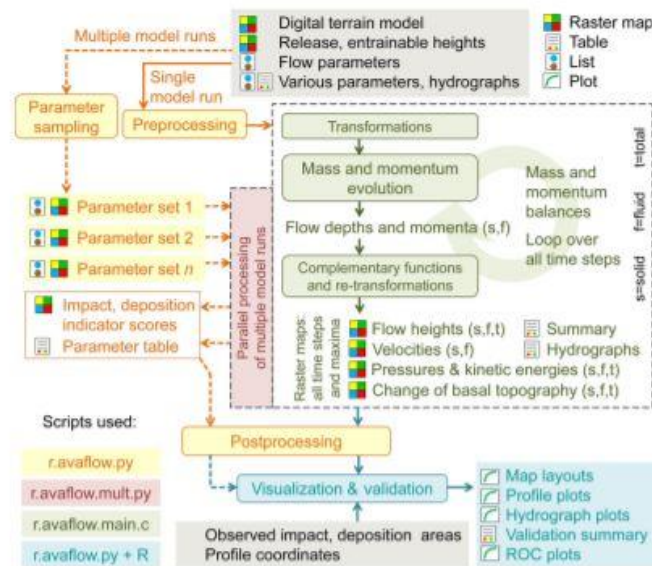 Multiple model runs
Digital terrain model
Release, entrainable heights
Flow parameters
Various parameters, hydrographs
Raster map
Table
List
Plot
Single
model run
Parameter
sampling
Preprocessing
Transformations
Mass and momentum
evolution
Flow depths and momenta (s,f)
Complementary functions
and re-transformations
Mass and
momentum
balances
Loop over
all time steps
t=total
f=fluid
s=solid
Parameter set 1
Parameter set 2
Parameter set n
Parallel processing
of multiple model runs
Impact, deposition
indicator scores
Parameter table
Raster maps:
all time steps
and maxima
Flow heights (s,f,t)
Velocities (s,f)
Pressures & kinetic energies (s,f,t)
Change of basal topography (s,f,t)
Summary
Hydrographs
Scripts used:
r.avaflow.py
r.avaflow.mult.py
r.avaflow.main.c
r.avaflow.py + R
Postprocessing
Visualization & validation
Observed impact, deposition areas
Profile coordinates
Map layouts
Profile plots
Hydrograph plots
Validation summary
ROC plots